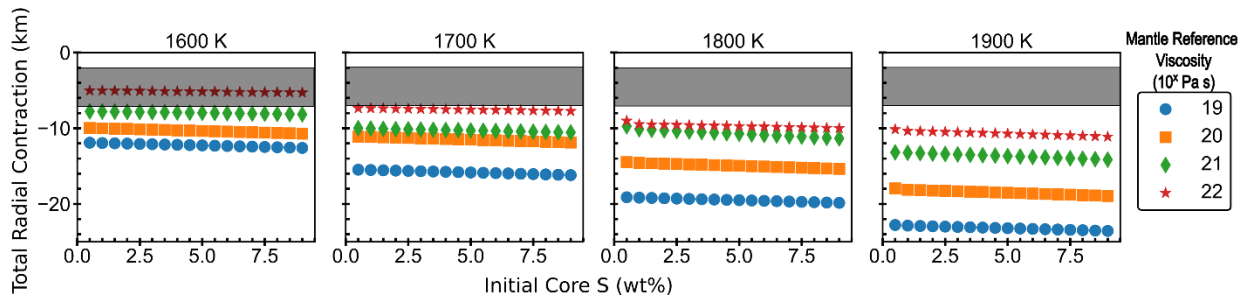 1600 K 1700 K 1800 K 1900 K
Total Radial Contraction (km)
0
−10
−20
0.0 2.5 5.0 7.5 0.0 2.5 5.0 7.5 0.0 2.5 5.0 7.5 0.0 2.5 5.0 7.5
Initial Core S (wt%)
Mantle Reference
Viscosity
(10ˣ Pa s)
19
20
21
22